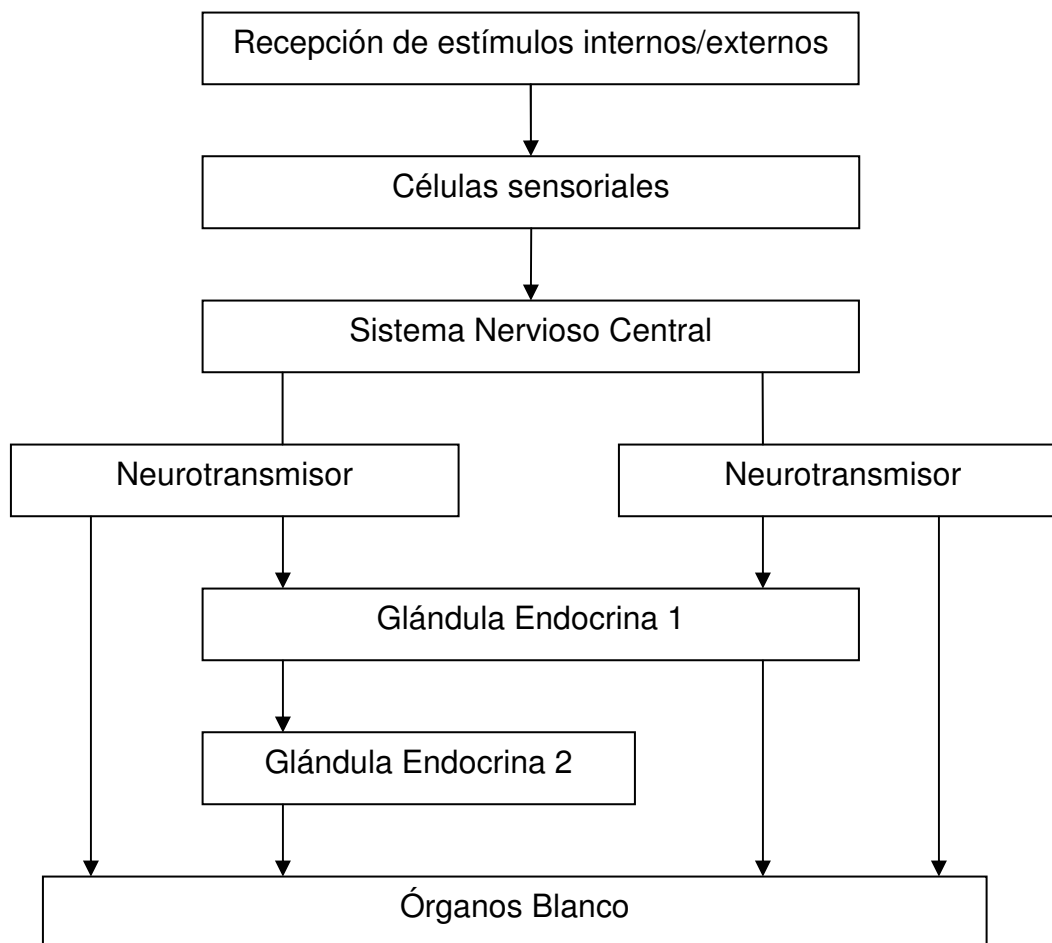 Recepción de estímulos internos/externos
Células sensoriales
Sistema Nervioso Central
Neurotransmisor
Neurotransmisor
Glándula Endocrina 1
Glándula Endocrina 2
Órganos Blanco